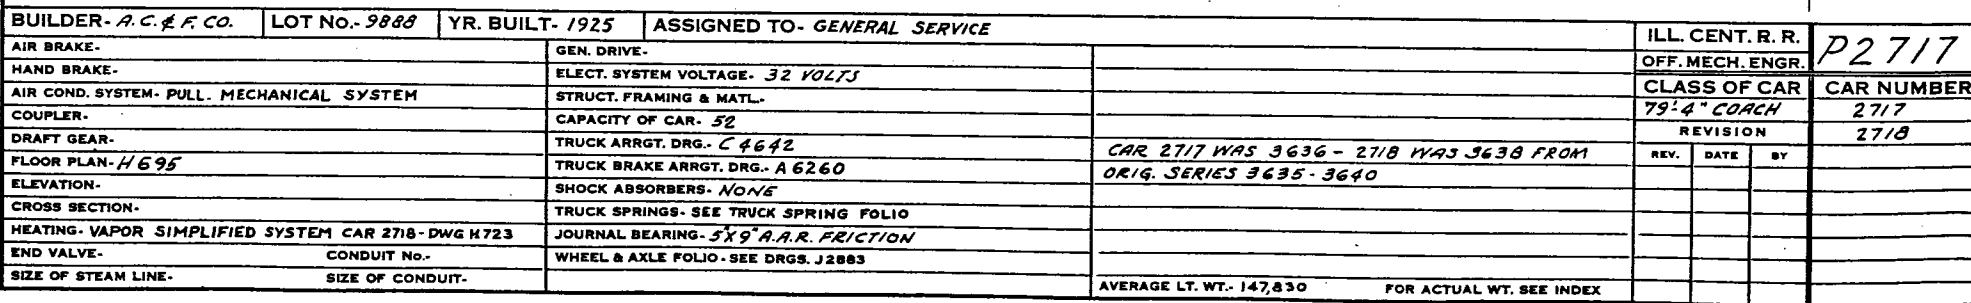 BUILDER- A.C. & F. CO. LOT No.- 9888 YR. BUILT- 1925 ASSIGNED TO- GENERAL SERVICE
AIR BRAKE-
HAND BRAKE-
AIR COND. SYSTEM- PULL. MECHANICAL SYSTEM
COUPLER-
DRAFT GEAR-
FLOOR PLAN- H695
ELEVATION-
CROSS SECTION-
HEATING- VAPOR SIMPLIFIED SYSTEM CAR 2718-DWG H723
END VALVE- CONDUIT No.-
SIZE OF STEAM LINE- SIZE OF CONDUIT-
GEN. DRIVE-
ELECT. SYSTEM VOLTAGE- 32 VOLTS
STRUCT. FRAMING & MATL.-
CAPACITY OF CAR- 52
TRUCK ARRGT. DRG.- C 4642
TRUCK BRAKE ARRGT. DRG.- A 6260
SHOCK ABSORBERS- NONE
TRUCK SPRINGS- SEE TRUCK SPRING FOLIO
JOURNAL BEARING- 5"X9" A.A.R. FRICTION
WHEEL & AXLE FOLIO- SEE DRGS. J2883
CAR 2717 WAS 3636 - 2718 WAS 3638 FROM
ORIG. SERIES 3635-3640
AVERAGE LT. WT.- 147,830 FOR ACTUAL WT. SEE INDEX
ILL. CENT. R. R.
OFF. MECH. ENGR.
P2717
CLASS OF CAR CAR NUMBER
79'-4" COACH 2717
REVISION 2718
REV. DATE BY